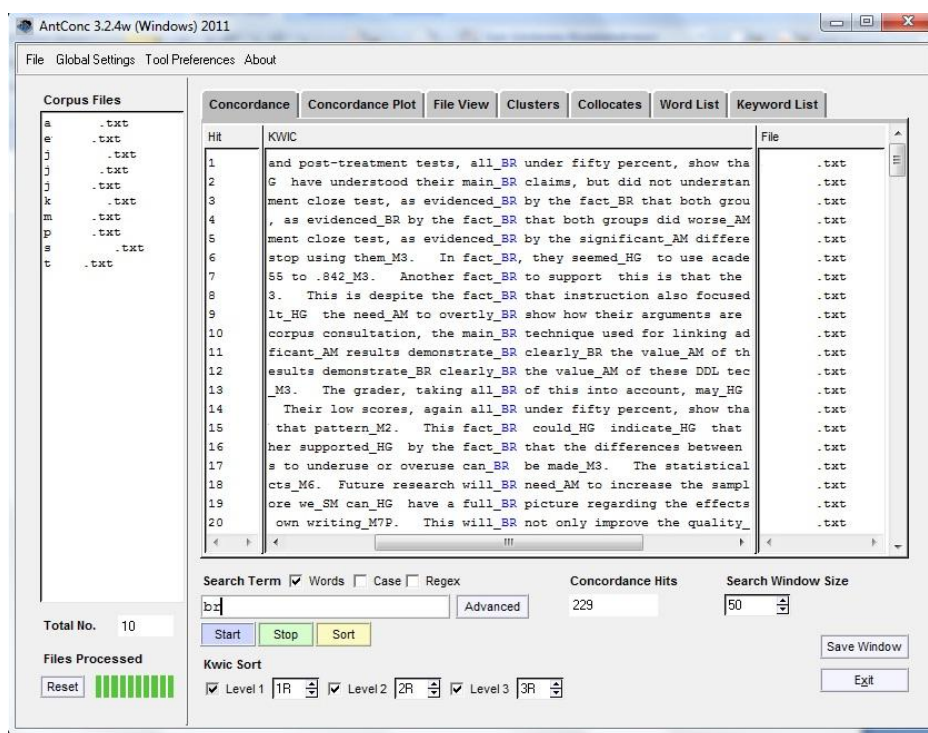 AntConc 3.2.4w (Windows) 2011
File Global Settings Tool Preferences About
Corpus Files
a .txt
e .txt
j .txt
j .txt
j .txt
k .txt
m .txt
p .txt
s .txt
t .txt
Total No. 10
Files Processed
Reset
Concordance Concordance Plot File View Clusters Collocates Word List Keyword List
Hit KWIC File
1 and post-treatment tests, all_BR under fifty percent, show tha .txt
2 G have understood their main_BR claims, but did not understan .txt
3 ment cloze test, as evidenced_BR by the fact_BR that both grou .txt
4 , as evidenced_BR by the fact_BR that both groups did worse_AM .txt
5 ment cloze test, as evidenced_BR by the significant_AM differe .txt
6 stop using them_M3. In fact_BR, they seemed_HG to use acade .txt
7 55 to .842_M3. Another fact_BR to support this is that the .txt
8 3. This is despite the fact_BR that instruction also focused .txt
9 lt_HG the need_AM to overtly_BR show how their arguments are .txt
10 corpus consultation, the main_BR technique used for linking ad .txt
11 ficant_AM results demonstrate_BR clearly_BR the value_AM of th .txt
12 esults demonstrate_BR clearly_BR the value_AM of these DDL tec .txt
13 _M3. The grader, taking all_BR of this into account, may_HG .txt
14 Their low scores, again all_BR under fifty percent, show tha .txt
15 that pattern_M2. This fact_BR could_HG indicate_HG that .txt
16 her supported_HG by the fact_BR that the differences between .txt
17 s to underuse or overuse can_BR be made_M3. The statistical .txt
18 cts_M6. Future research will_BR need_AM to increase the sampl .txt
19 ore we_SM can_HG have a full_BR picture regarding the effects .txt
20 own writing_M7P. This will_BR not only improve the quality_ .txt
Search Term Words Case Regex Concordance Hits Search Window Size
br Advanced 229 50
Start Stop Sort
Save Window
Kwic Sort
Level 1 1R Level 2 2R Level 3 3R
Exit